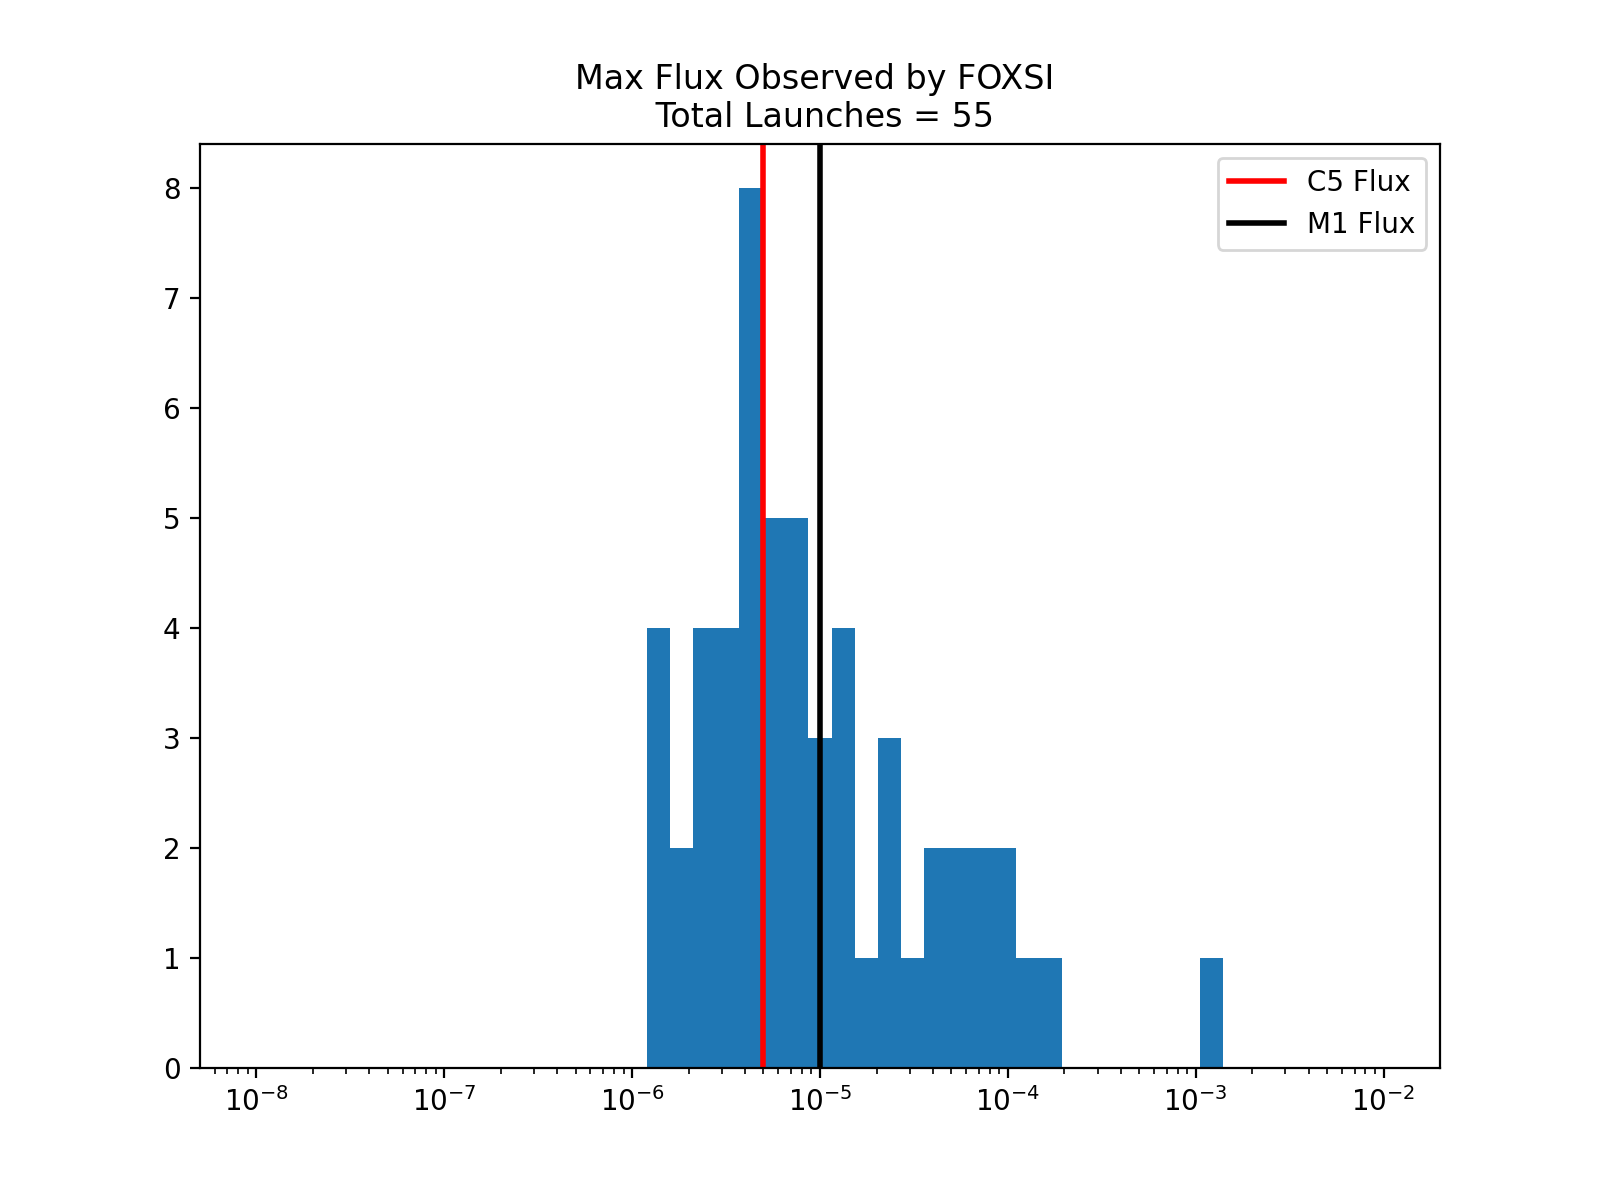 Max Flux Observed by FOXSI
Total Launches = 55
C5 Flux
M1 Flux
8
7
6
5
4
3
2
1
0
10⁻⁸ 10⁻⁷ 10⁻⁶ 10⁻⁵ 10⁻⁴ 10⁻³ 10⁻²